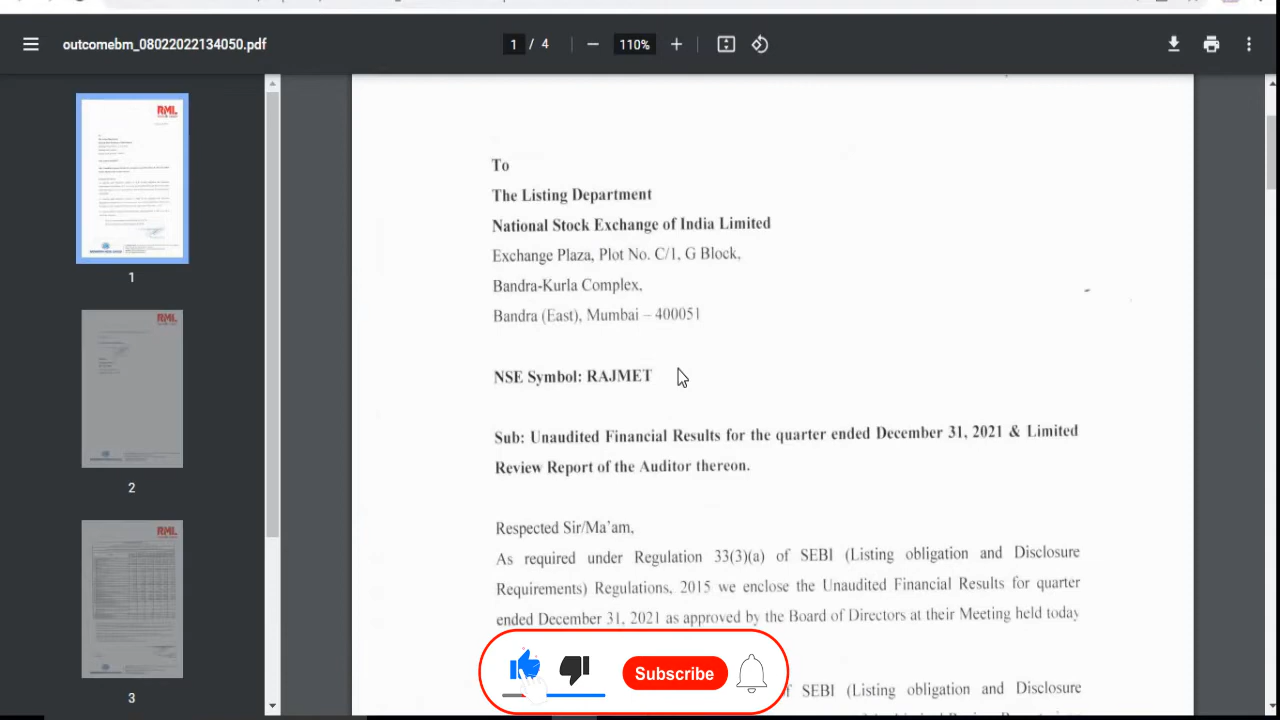 outcomebm_08022022134050.pdf
1 / 4
110%
RML
1
RML
2
RML
3
To
The Listing Department
National Stock Exchange of India Limited
Exchange Plaza, Plot No. C/1, G Block,
Bandra-Kurla Complex,
Bandra (East), Mumbai – 400051
NSE Symbol: RAJMET
Sub: Unaudited Financial Results for the quarter ended December 31, 2021 & Limited
Review Report of the Auditor thereon.
Respected Sir/Ma'am,
As required under Regulation 33(3)(a) of SEBI (Listing obligation and Disclosure
Requirements) Regulations, 2015 we enclose the Unaudited Financial Results for quarter
ended December 31, 2021 as approved by the Board of Directors at their Meeting held today
SEBI (Listing obligation and Disclosure
Subscribe